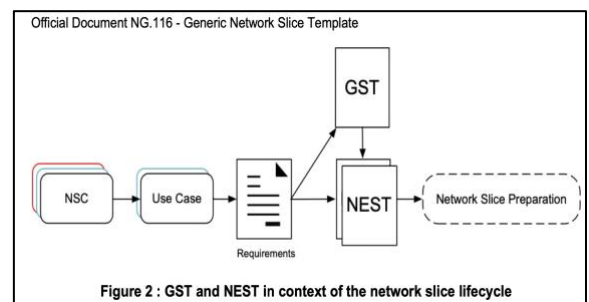 Official Document NG.116 - Generic Network Slice Template
GST
NSC
Use Case
NEST
Network Slice Preparation
Requirements
Figure 2 : GST and NEST in context of the network slice lifecycle